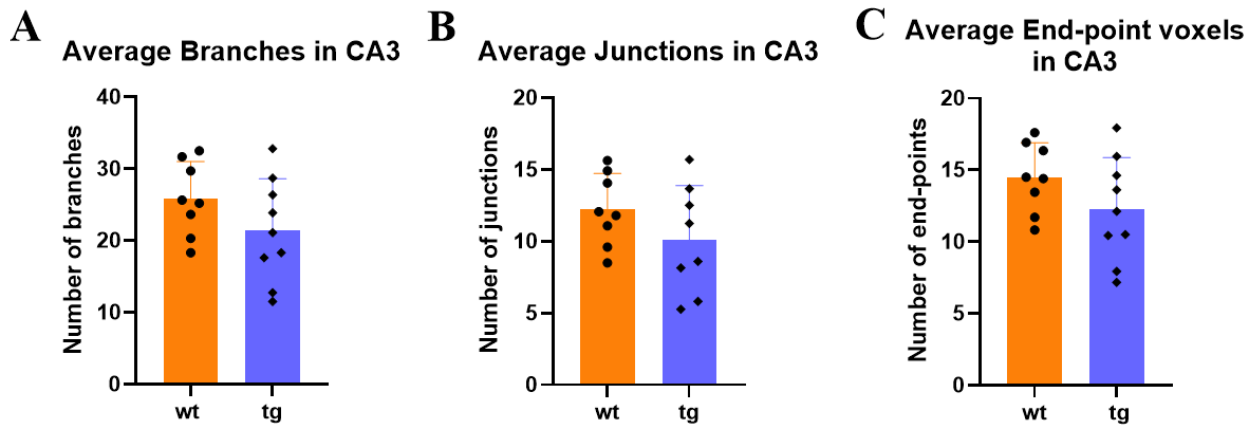 A
Average Branches in CA3
Number of branches
40
30
20
10
0
wt
tg
B
Average Junctions in CA3
Number of junctions
20
15
10
5
0
wt
tg
C
Average End-point voxels
in CA3
Number of end-points
20
15
10
5
0
wt
tg